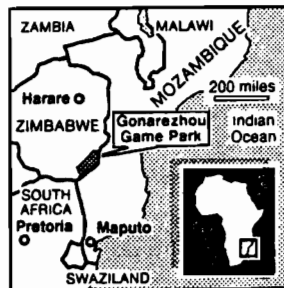 ZAMBIA
MALAWI
MOZAMBIQUE
200 miles
Harare
ZIMBABWE
Gonarezhou
Game Park
Indian
Ocean
SOUTH
AFRICA
Pretoria
Maputo
SWAZILAND